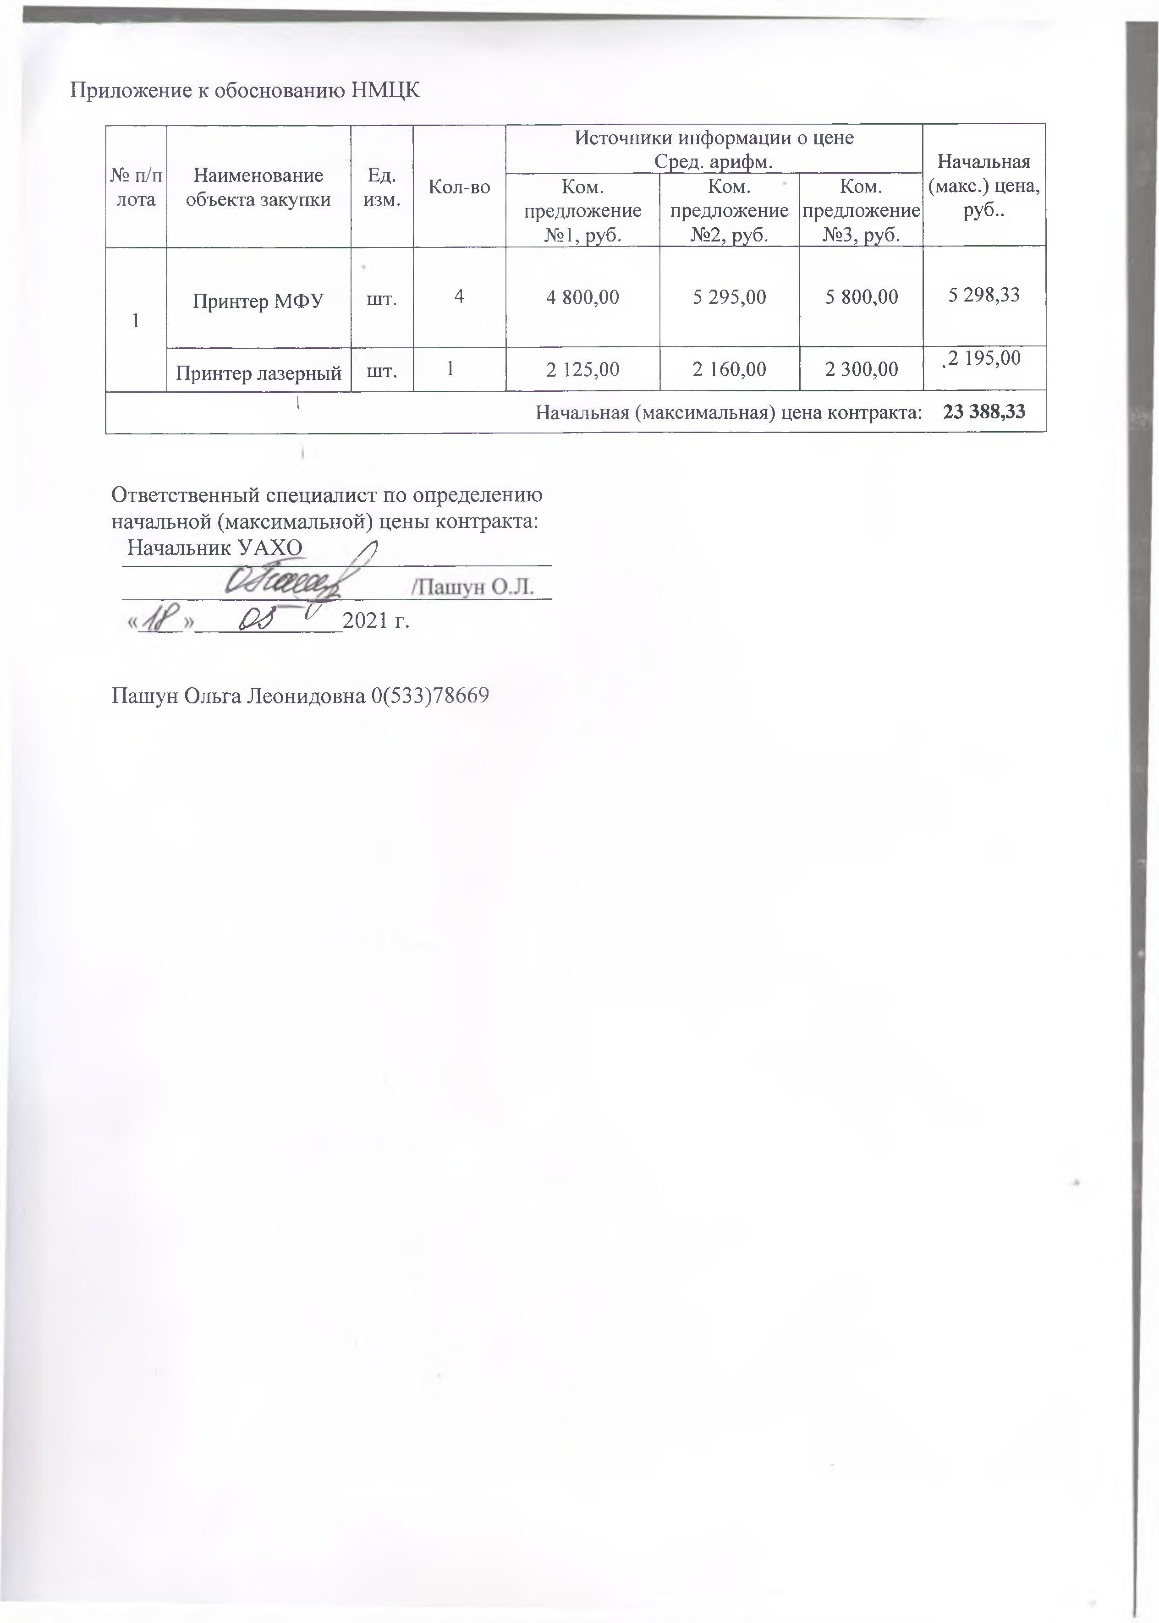 Приложение к обоснованию НМЦК
№ п/п лота
Наименование объекта закупки
Ед. изм.
Кол-во
Источники информации о цене
Сред. арифм.
Начальная (макс.) цена, руб..
Ком. предложение №1, руб.
Ком. предложение №2, руб.
Ком. предложение №3, руб.
1
Принтер МФУ шт. 4 4 800,00 5 295,00 5 800,00 5 298,33
Принтер лазерный шт. 1 2 125,00 2 160,00 2 300,00 2 195,00
Начальная (максимальная) цена контракта: 23 388,33
Ответственный специалист по определению
начальной (максимальной) цены контракта:
Начальник УАХО
/Пашун О.Л.
«18» 05 2021 г.
Пашун Ольга Леонидовна 0(533)78669